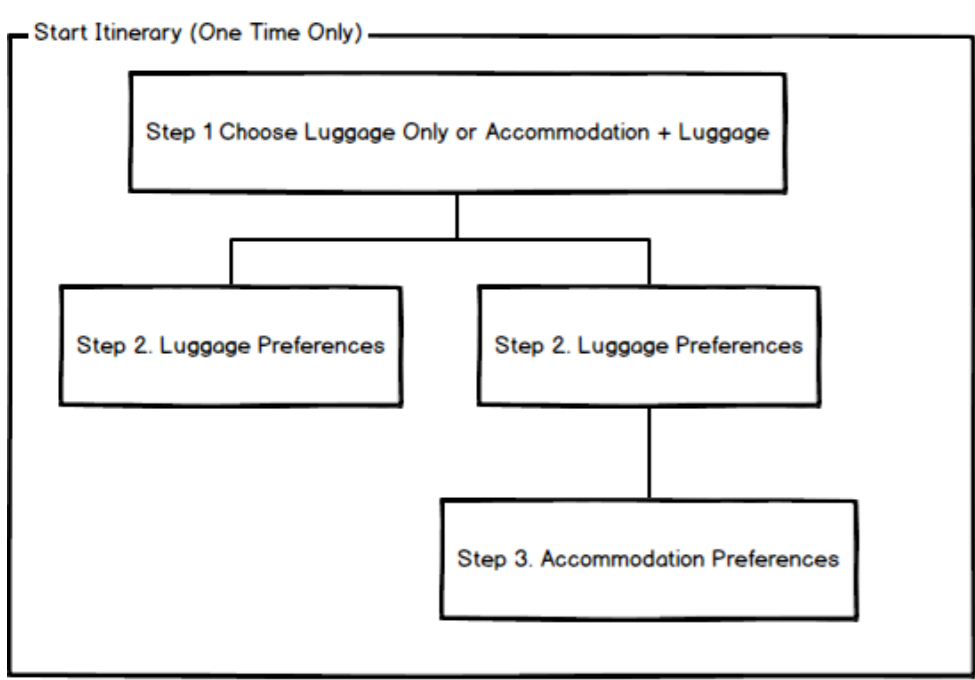 Start Itinerary (One Time Only)
Step 1 Choose Luggage Only or Accommodation + Luggage
Step 2. Luggage Preferences
Step 2. Luggage Preferences
Step 3. Accommodation Preferences